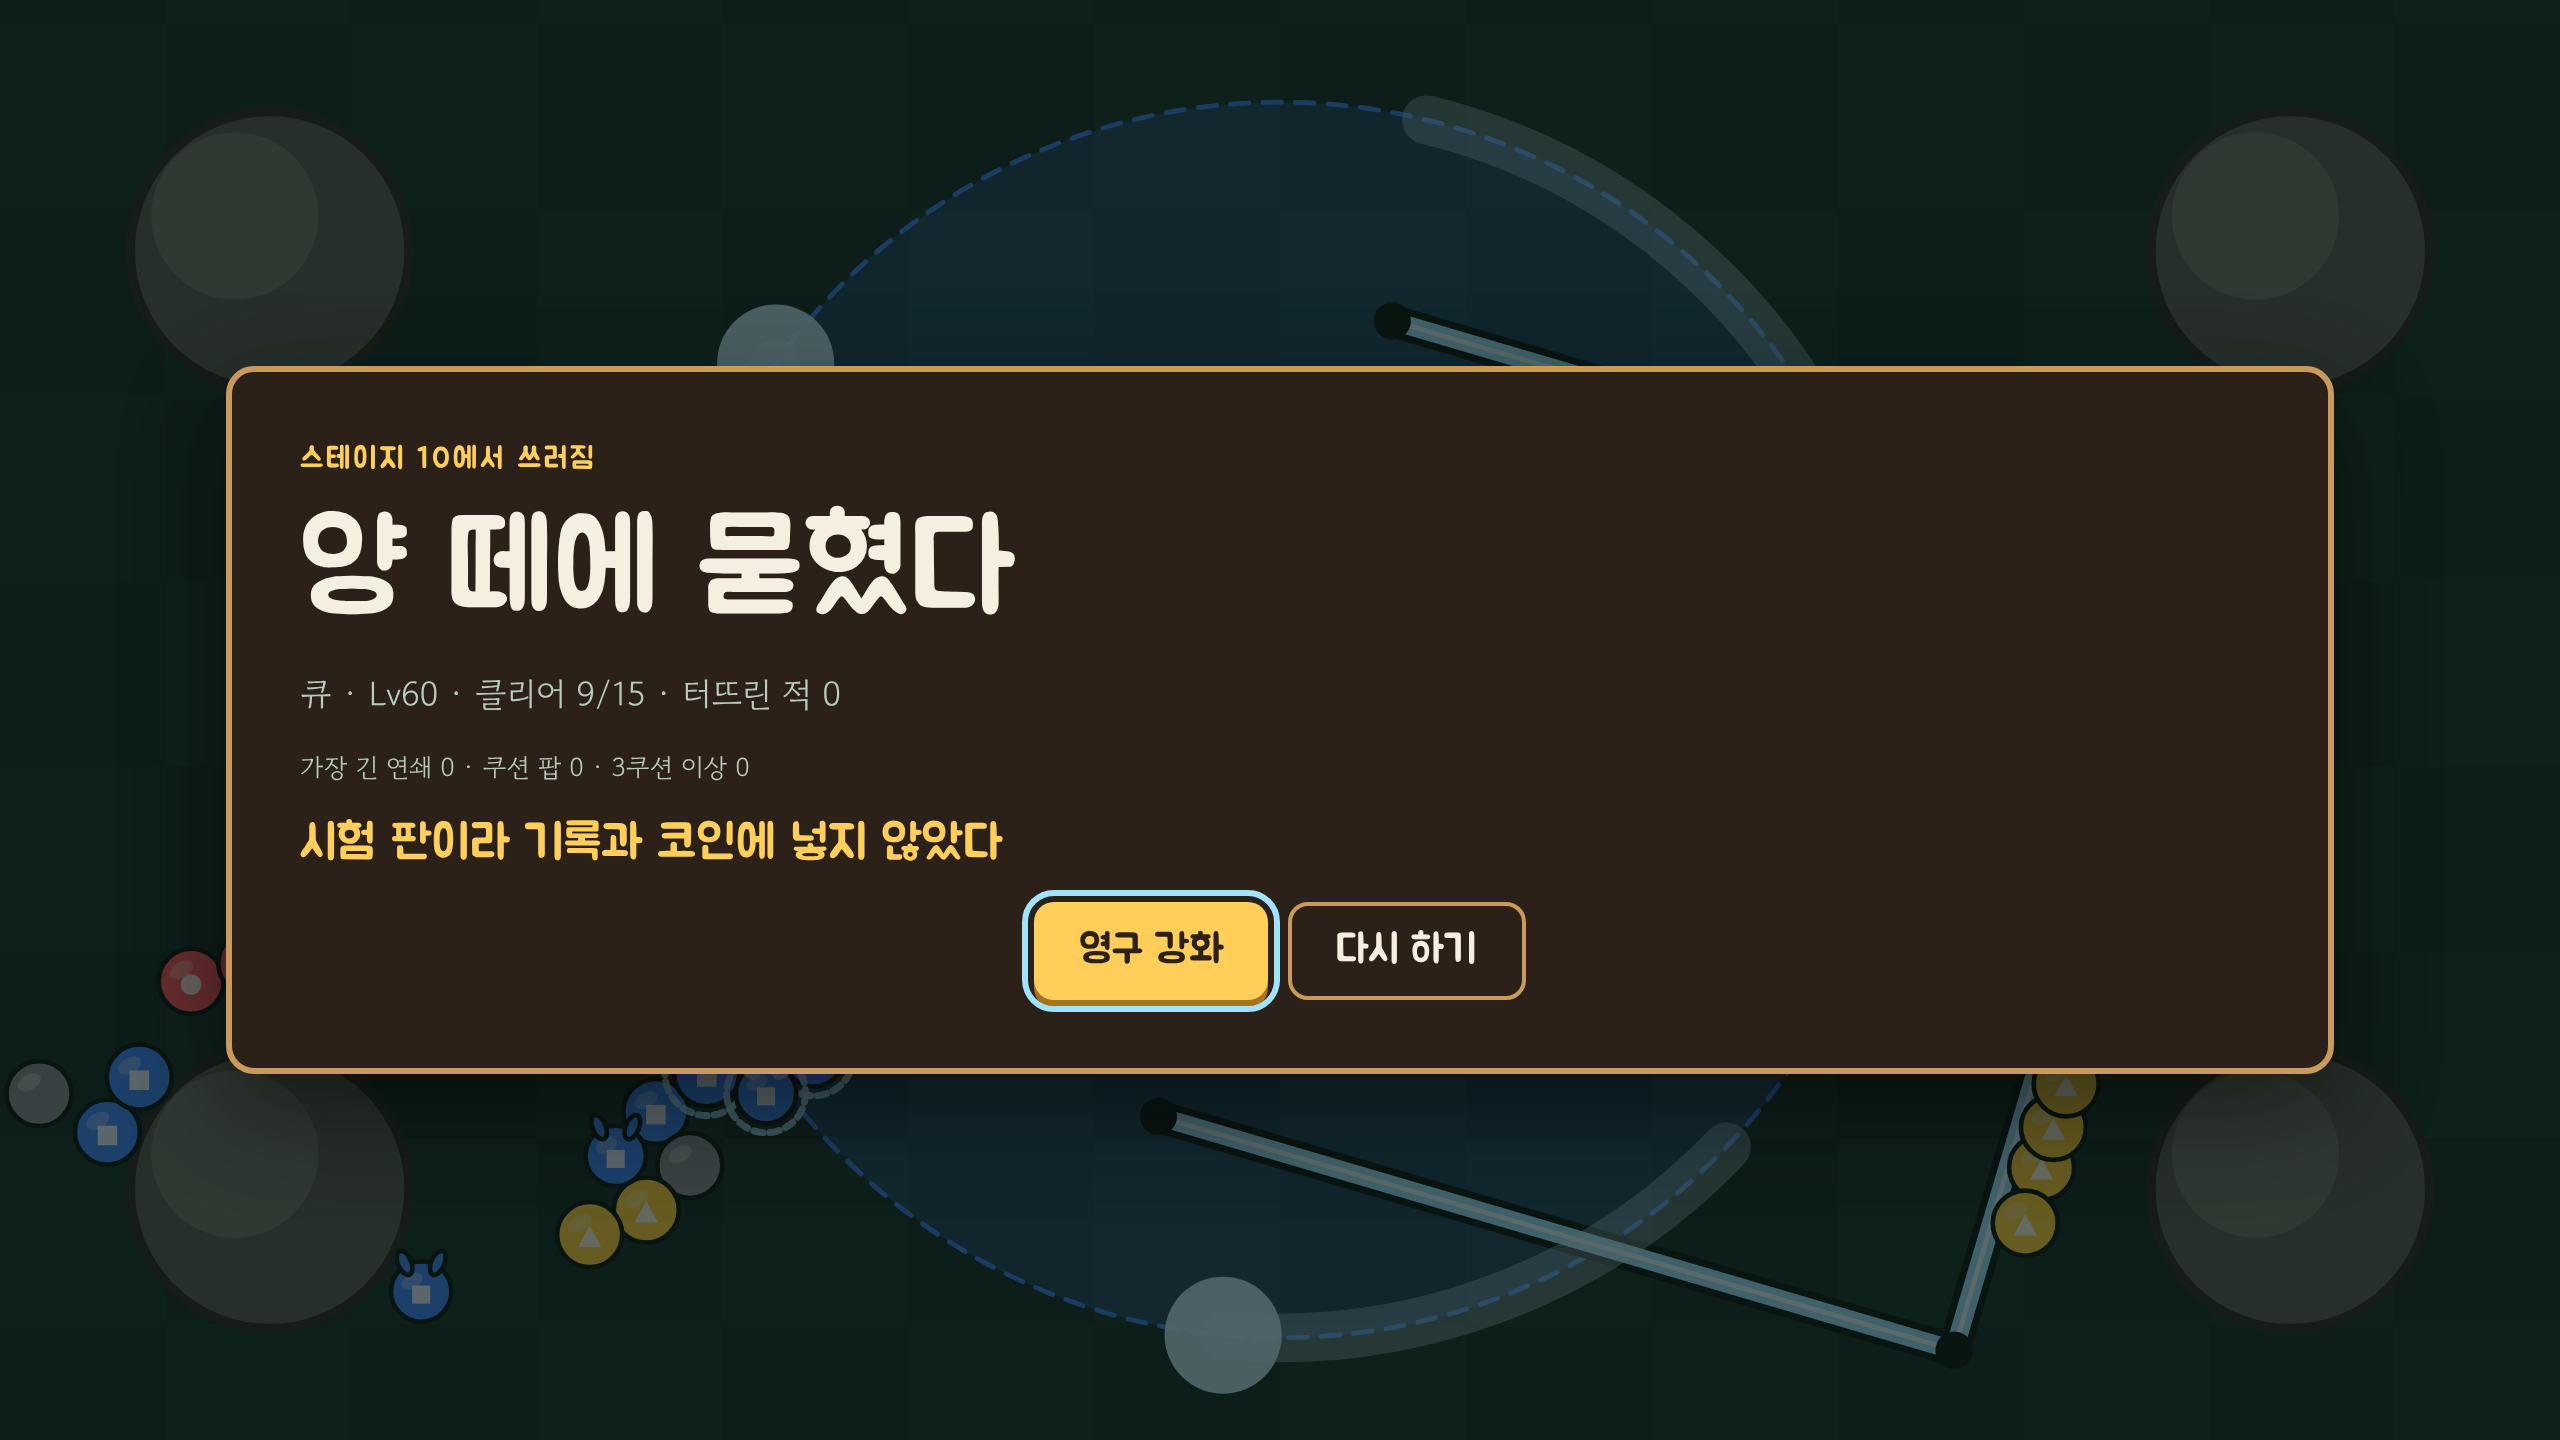 스테이지 10에서 쓰러짐
양 떼에 묻혔다
큐 · Lv60 · 클리어 9/15 · 터뜨린 적 0
가장 긴 연쇄 0 · 쿠션 팝 0 · 3쿠션 이상 0
시험 판이라 기록과 코인에 넣지 않았다
영구 강화
다시 하기